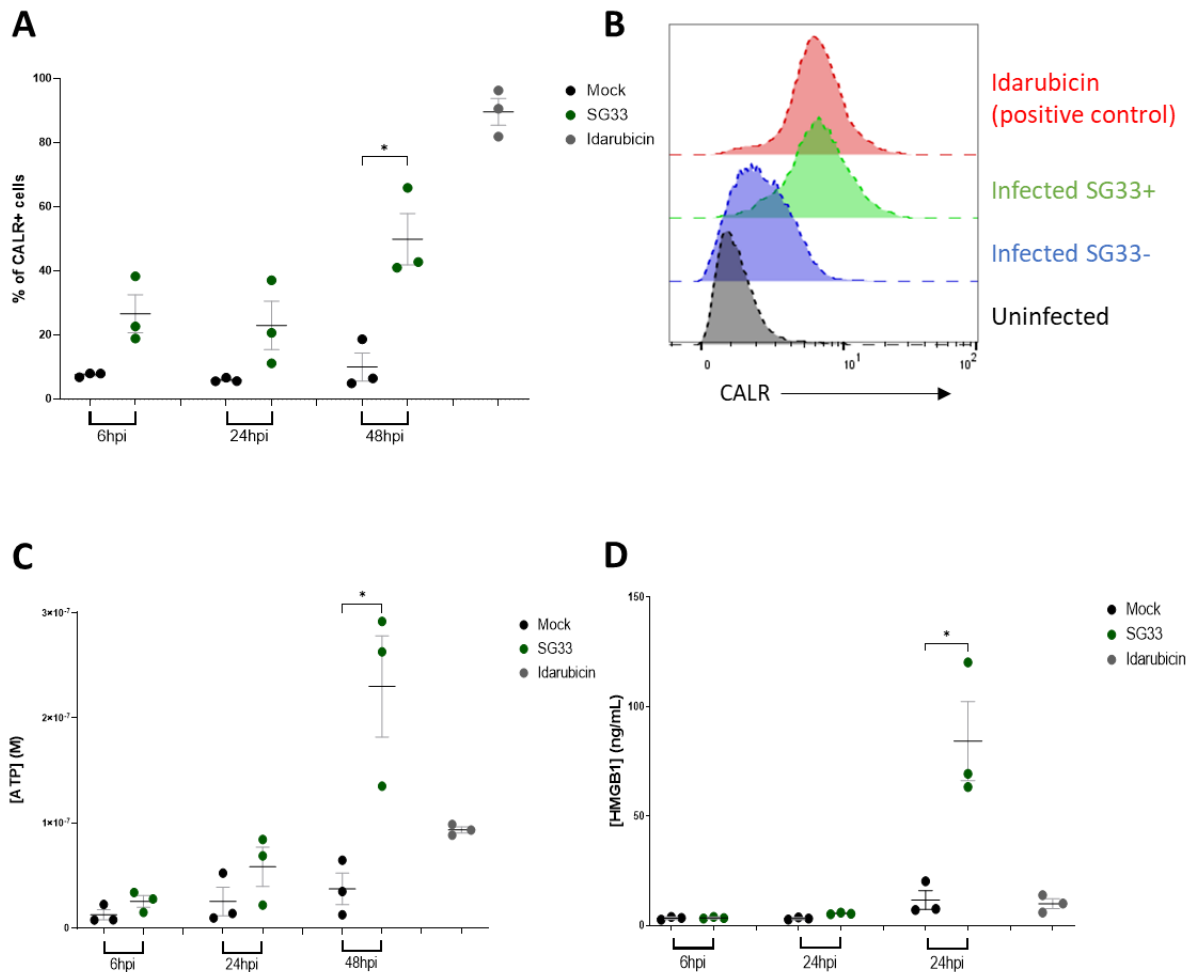 A
100
80
60
40
20
0
% of CALR+ cells
*
Mock
SG33
Idarubicin
6hpi
24hpi
48hpi
B
Idarubicin
(positive control)
Infected SG33+
Infected SG33-
Uninfected
0
10¹
10²
CALR
C
3×10⁻⁷
2×10⁻⁷
1×10⁻⁷
0
[ATP] (M)
*
Mock
SG33
Idarubicin
6hpi
24hpi
48hpi
D
150
100
50
0
[HMGB1] (ng/mL)
*
Mock
SG33
Idarubicin
6hpi
24hpi
24hpi